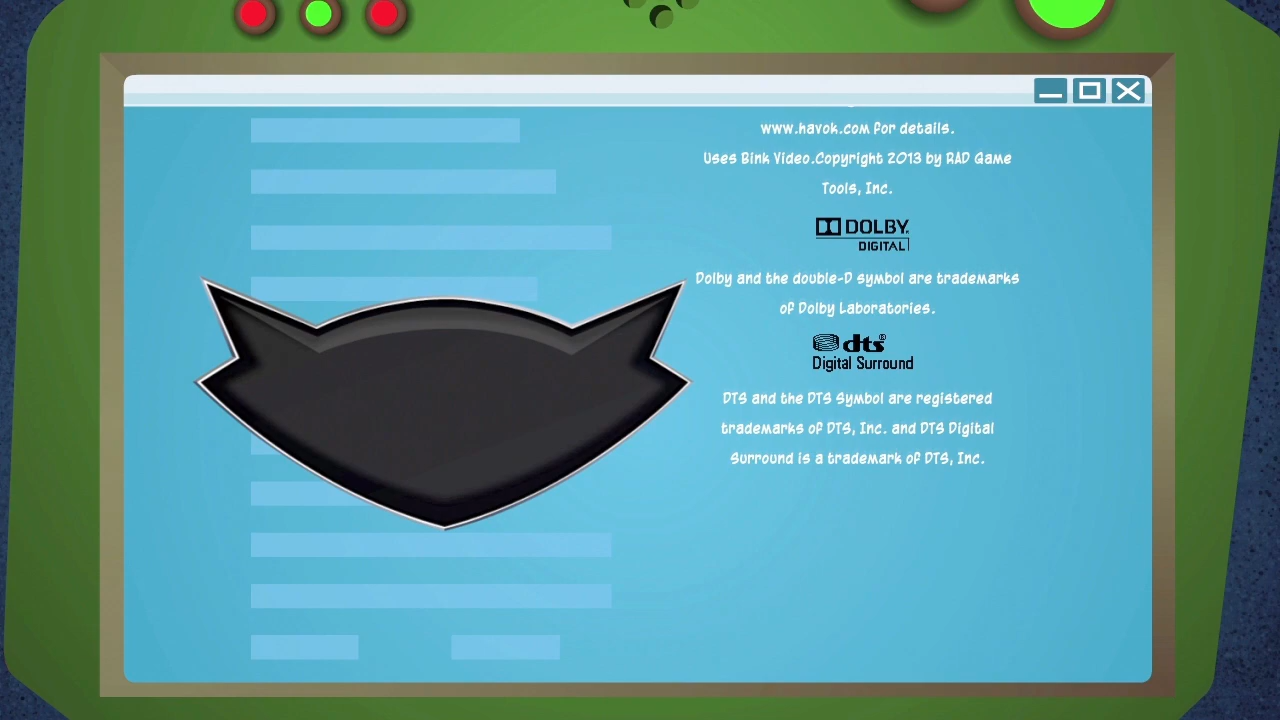 www.havok.com for details.
Uses Bink Video.Copyright 2013 by RAD Game
Tools, Inc.
DOLBY
DIGITAL
Dolby and the double-D symbol are trademarks
of Dolby Laboratories.
dts
Digital Surround
DTS and the DTS Symbol are registered
trademarks of DTS, Inc. and DTS Digital
Surround is a trademark of DTS, Inc.